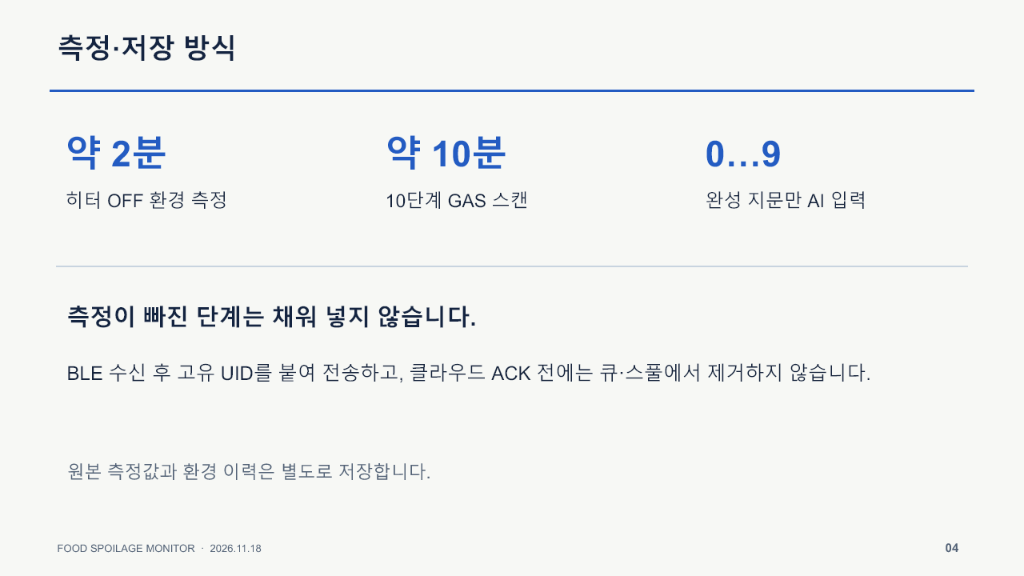 측정·저장 방식
약 2분
히터 OFF 환경 측정
약 10분
10단계 GAS 스캔
0…9
완성 지문만 AI 입력
측정이 빠진 단계는 채워 넣지 않습니다.
BLE 수신 후 고유 UID를 붙여 전송하고, 클라우드 ACK 전에는 큐·스풀에서 제거하지 않습니다.
원본 측정값과 환경 이력은 별도로 저장합니다.
FOOD SPOILAGE MONITOR · 2026.11.18
04